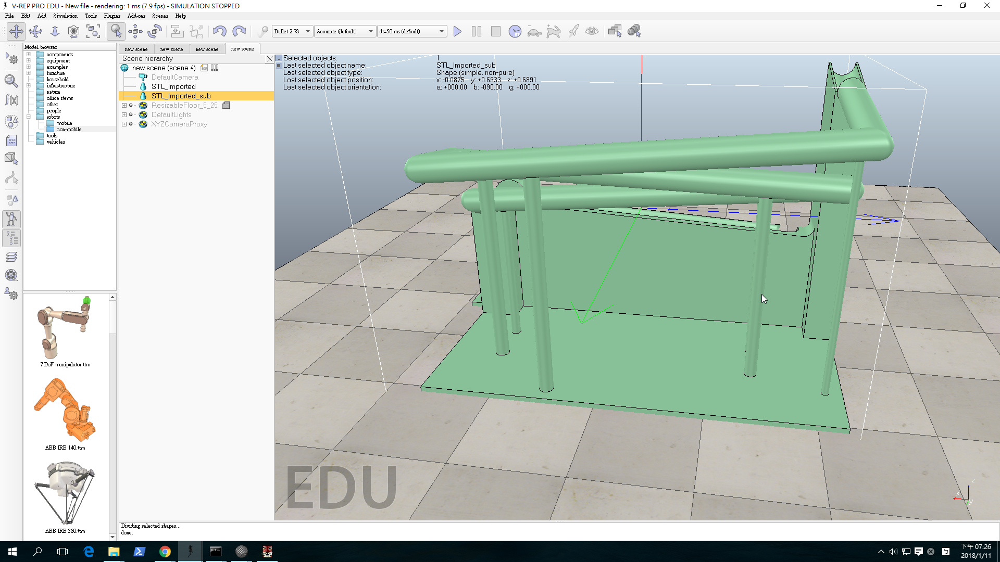 V-REP PRO EDU - New file - rendering: 1 ms (7.9 fps) - SIMULATION STOPPED
File Edit Add Simulation Tools Plugins Add-ons Scenes Help
Bullet 2.78 Accurate (default) dt=50 ms (default)
Model browser
components
equipment
examples
furniture
household
infrastructure
nature
office items
other
people
robots
mobile
non-mobile
tools
vehicles
7 DoF manipulator.ttm
ABB IRB 140.ttm
ABB IRB 360.ttm
new scene new scene new scene new scene
Scene hierarchy
new scene (scene 4)
DefaultCamera
STL_Imported
STL_Imported_sub
ResizableFloor_5_25
DefaultLights
XYZCameraProxy
Selected objects: 1
Last selected object name: STL_Imported_sub
Last selected object type: Shape (simple, non-pure)
Last selected object position: x: -0.0875 y: +0.6933 z: +0.6891
Last selected object orientation: a: +000.00 b: -090.00 g: +000.00
EDU
z
x
y
Dividing selected shapes...
done.
下午 07:26
2018/1/11